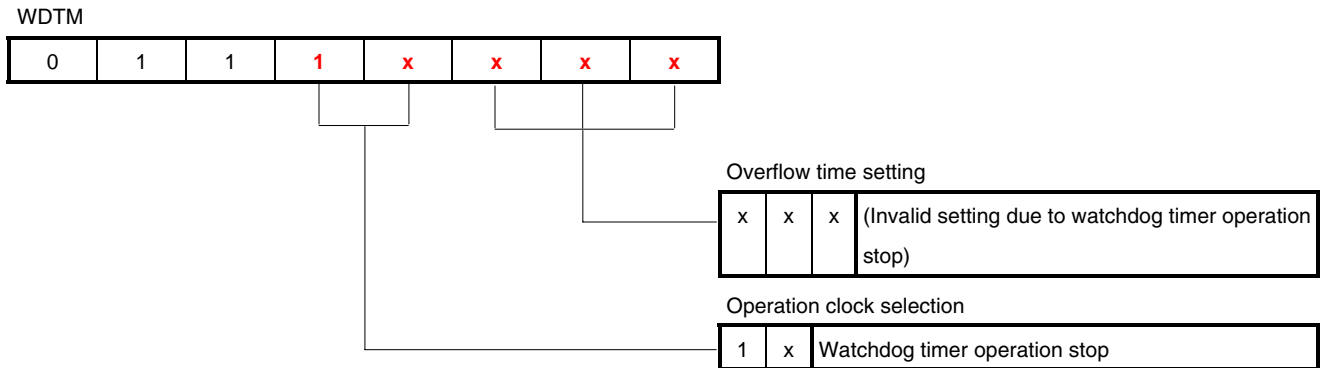 WDTM
0 1 1 1 x x x x
Overflow time setting
x x x (Invalid setting due to watchdog timer operation
stop)
Operation clock selection
1 x Watchdog timer operation stop